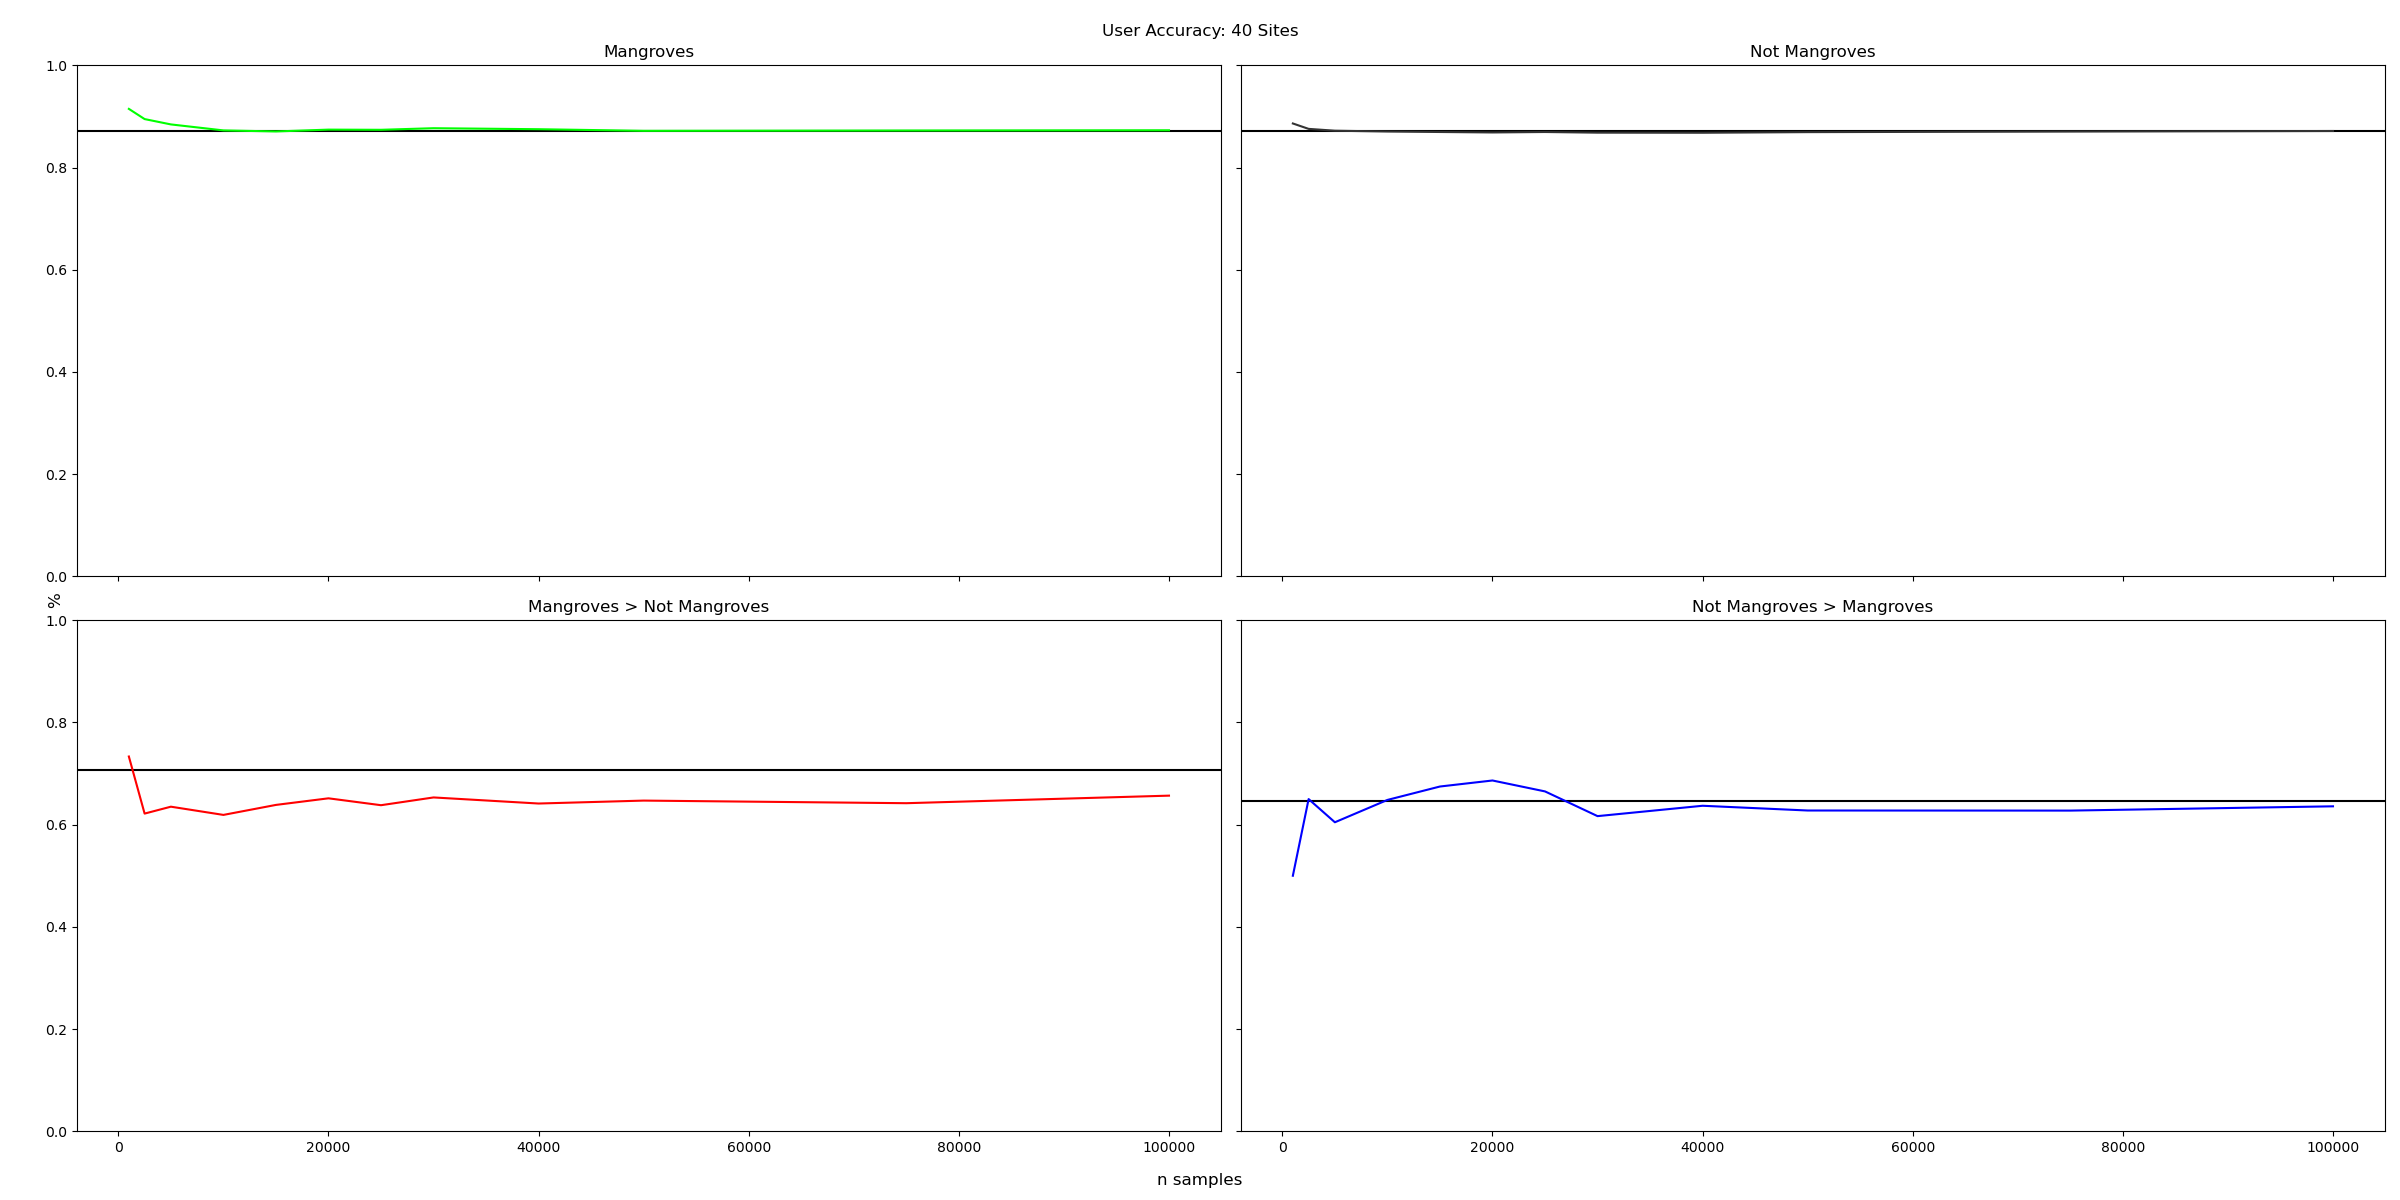 User Accuracy: 40 Sites
Mangroves
Not Mangroves
1.0
0.8
0.6
0.4
0.2
0.0
%
Mangroves > Not Mangroves
Not Mangroves > Mangroves
1.0
0.8
0.6
0.4
0.2
0.0
0 20000 40000 60000 80000 100000
0 20000 40000 60000 80000 100000
n samples